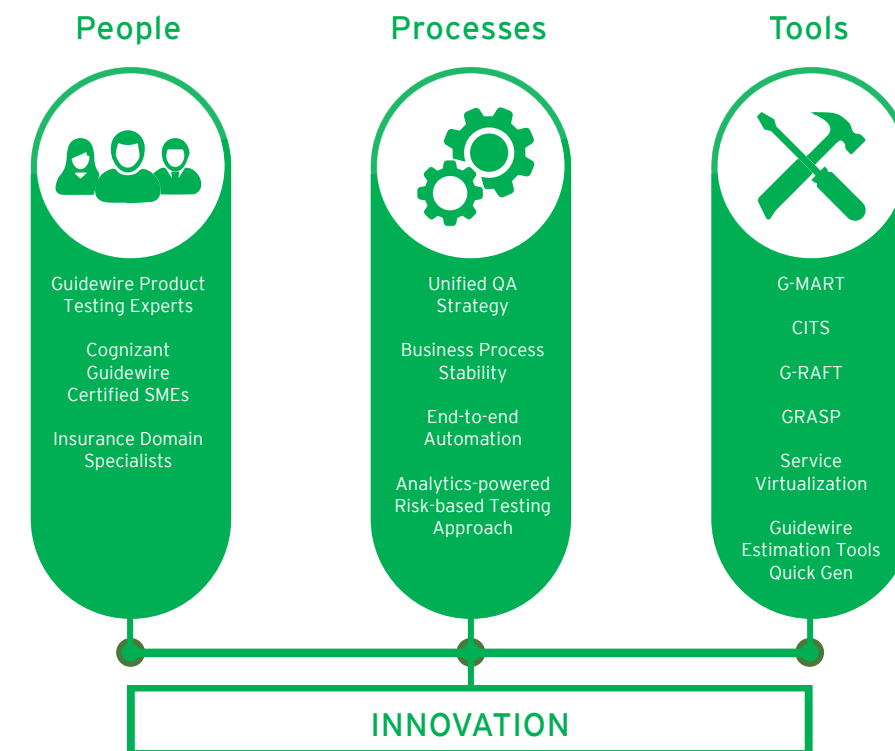 People
Guidewire Product
Testing Experts
Cognizant
Guidewire
Certified SMEs
Insurance Domain
Specialists
Processes
Unified QA
Strategy
Business Process
Stability
End-to-end
Automation
Analytics-powered
Risk-based Testing
Approach
Tools
G-MART
CITS
G-RAFT
GRASP
Service
Virtualization
Guidewire
Estimation Tools
Quick Gen
INNOVATION